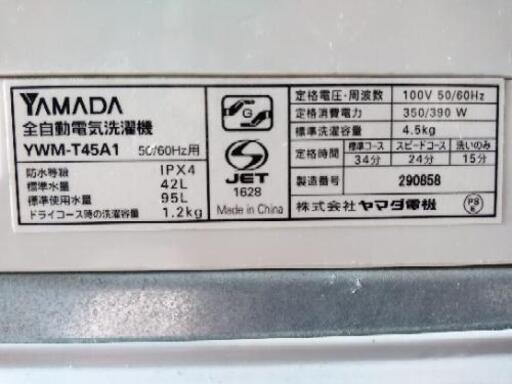 YAMADA
全自動電気洗濯機
YWM-T45A1 50/60Hz用
防水等級 IPX4
標準水量 42L
標準使用水量 95L
ドライコース時の洗濯容量 1.2kg
G
JET
1628
Made in China
定格電圧・周波数 100V 50/60Hz
定格消費電力 350/390 W
標準洗濯容量 4.5kg
定格時間 標準コース スピードコース 洗いのみ
34分 24分 15分
製造番号 290858
株式会社 ヤマダ電機
PS
E